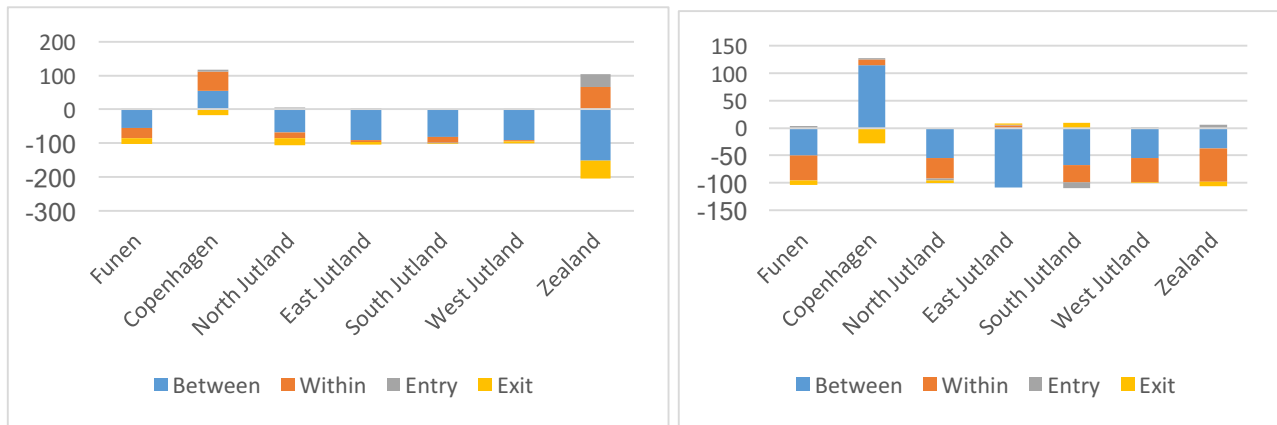 200
100
0
-100
-200
-300
Funen
Copenhagen
North Jutland
East Jutland
South Jutland
West Jutland
Zealand
Between Within Entry Exit
150
100
50
0
-50
-100
-150
Funen
Copenhagen
North Jutland
East Jutland
South Jutland
West Jutland
Zealand
Between Within Entry Exit